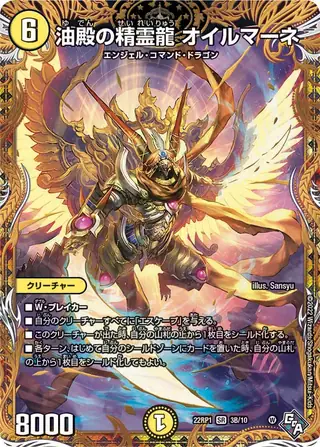 6
ゆでん せいれいりゅう
油殿の精霊龍 オイルマーネ
エンジェル・コマンド・ドラゴン
illus. Sansyu
クリーチャー
■W・ブレイカー
■自分のクリーチャーすべてに「エスケープ」を与える。
■このクリーチャーが出た時、自分の山札の上から1枚目をシールド化する。
■各ターン、はじめて自分のシールドゾーンにカードを置いた時、自分の山札
の上から1枚目をシールド化してもよい。
8000
1
22RP1 SR 3B/10
W